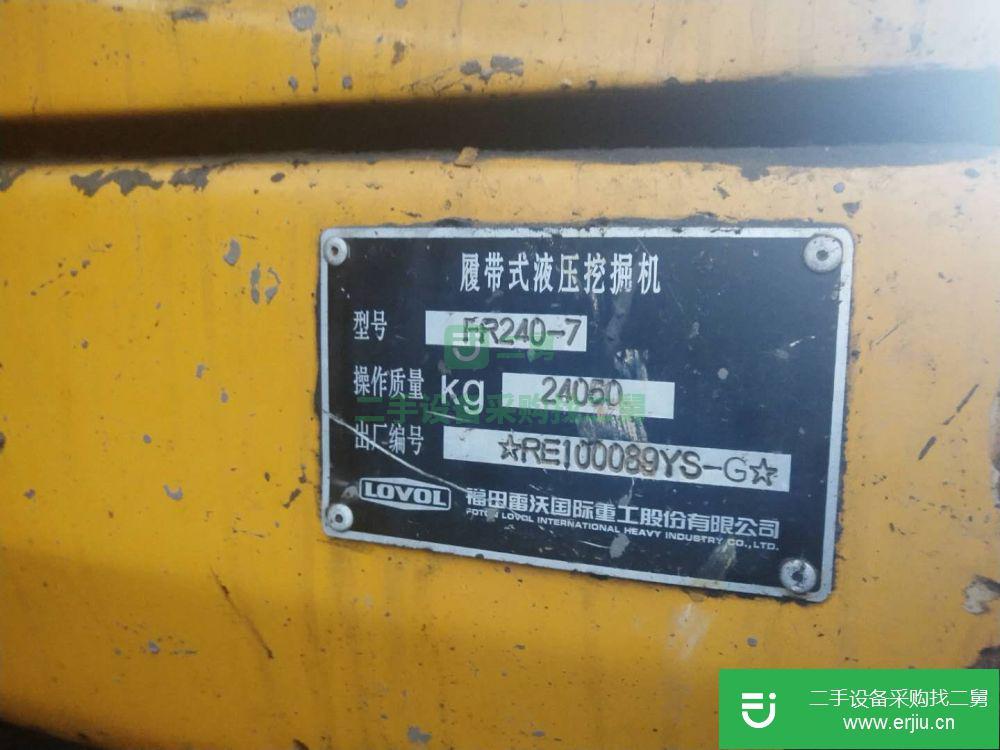 履带式液压挖掘机
型号 FR240-7
操作质量 kg 24050
二舅
二手设备采购找二舅
出厂编号 ☆RE100089YS-G☆
LOVOL 福田雷沃国际重工股份有限公司
FOTON LOVOL INTERNATIONAL HEAVY INDUSTRY CO.,LTD.
二手设备采购找二舅
www.erjiu.cn